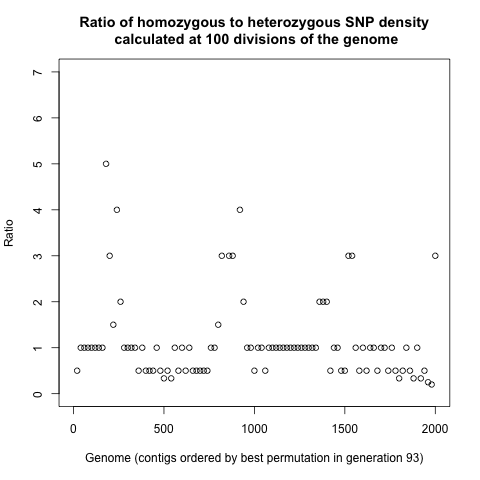 Ratio of homozygous to heterozygous SNP density
calculated at 100 divisions of the genome
7
6
5
4
3
2
1
0
Ratio
0 500 1000 1500 2000
Genome (contigs ordered by best permutation in generation 93)